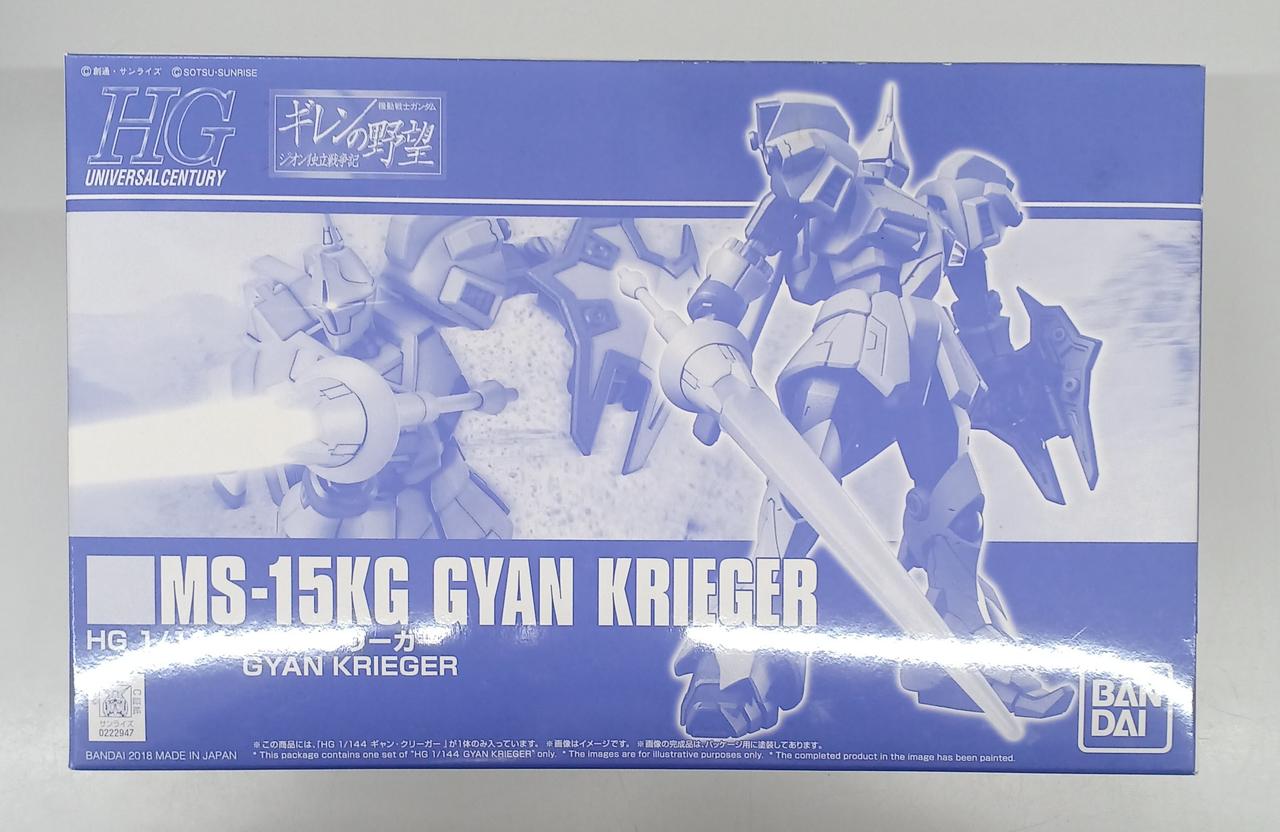 ©創通・サンライズ ©SOTSU・SUNRISE
HG
UNIVERSAL CENTURY
機動戦士ガンダム
ギレンの野望
ジオン独立戦争記
MS-15KG GYAN KRIEGER
HG
GYAN KRIEGER
サンライズ
0222947
BAN
DAI
BANDAI 2018 MADE IN JAPAN
※この商品には、「HG 1/144 ギャン・クリーガー」が1体のみ入っています。 ※画像はイメージです。 ※画像の完成品は、パッケージ用に塗装してあります。
* This package contains one set of "HG 1/144 GYAN KRIEGER" only. * The images are for illustrative purposes only. * The completed product in the image has been painted.